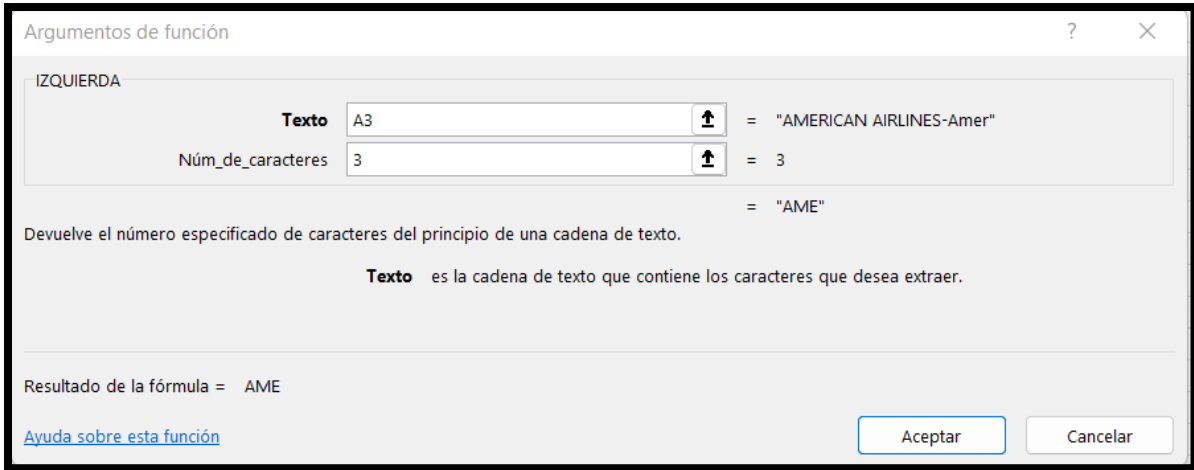 Argumentos de función ? ×
IZQUIERDA
Texto A3 = "AMERICAN AIRLINES-Amer"
Núm_de_caracteres 3 = 3
= "AME"
Devuelve el número especificado de caracteres del principio de una cadena de texto.
Texto es la cadena de texto que contiene los caracteres que desea extraer.
Resultado de la fórmula = AME
Ayuda sobre esta función Aceptar Cancelar